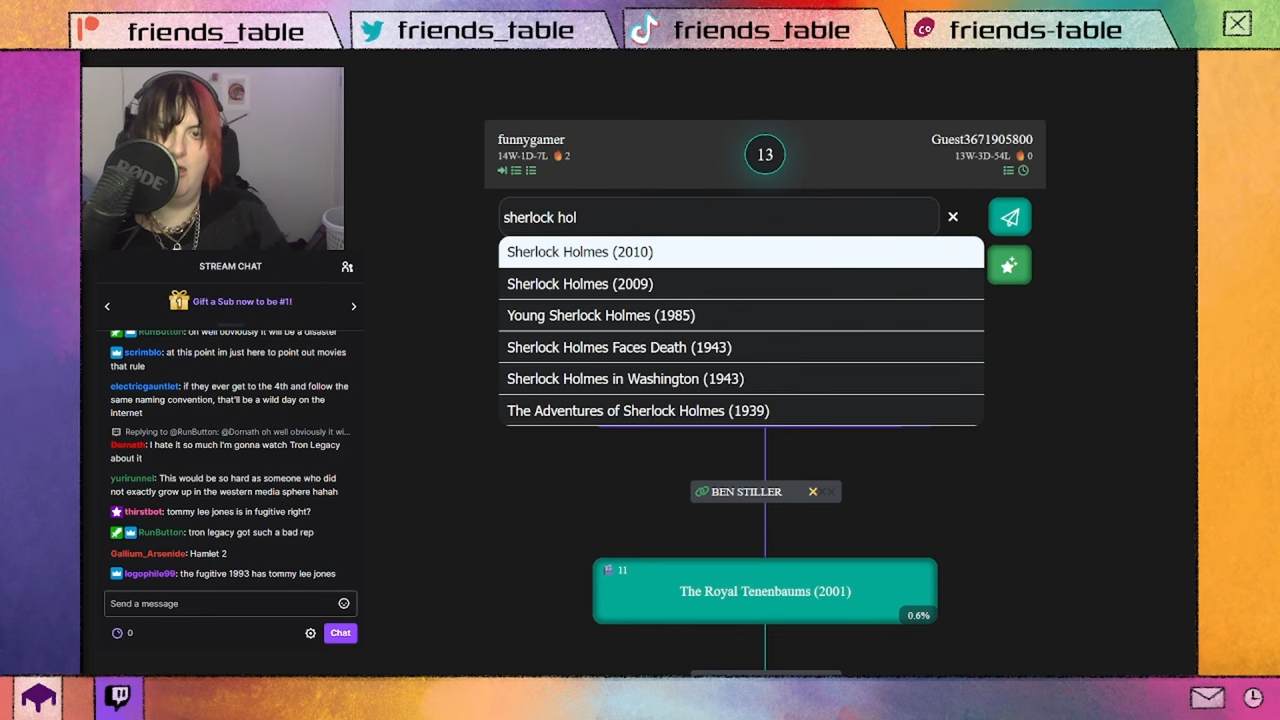 friends_table
friends_table
friends_table
friends-table
RØDE
STREAM CHAT
Gift a Sub now to be #1!
RunButton: oh well obviously it will be a disaster
scrimblo: at this point im just here to point out movies
that rule
electricgauntlet: if they ever get to the 4th and follow the
same naming convention, that'll be a wild day on the
internet
Replying to @RunButton: @Dornath oh well obviously it wi...
Dornath: I hate it so much I'm gonna watch Tron Legacy
about it
yurirunnel: This would be so hard as someone who did
not exactly grow up in the western media sphere hahah
thirstbot: tommy lee jones is in fugitive right?
RunButton: tron legacy got such a bad rep
Gallium_Arsenide: Hamlet 2
logophile99: the fugitive 1993 has tommy lee jones
Send a message
0
Chat
funnygamer
14W-1D-7L 2
13
Guest3671905800
13W-3D-54L 0
sherlock hol
Sherlock Holmes (2010)
Sherlock Holmes (2009)
Young Sherlock Holmes (1985)
Sherlock Holmes Faces Death (1943)
Sherlock Holmes in Washington (1943)
The Adventures of Sherlock Holmes (1939)
BEN STILLER
11
The Royal Tenenbaums (2001)
0.6%